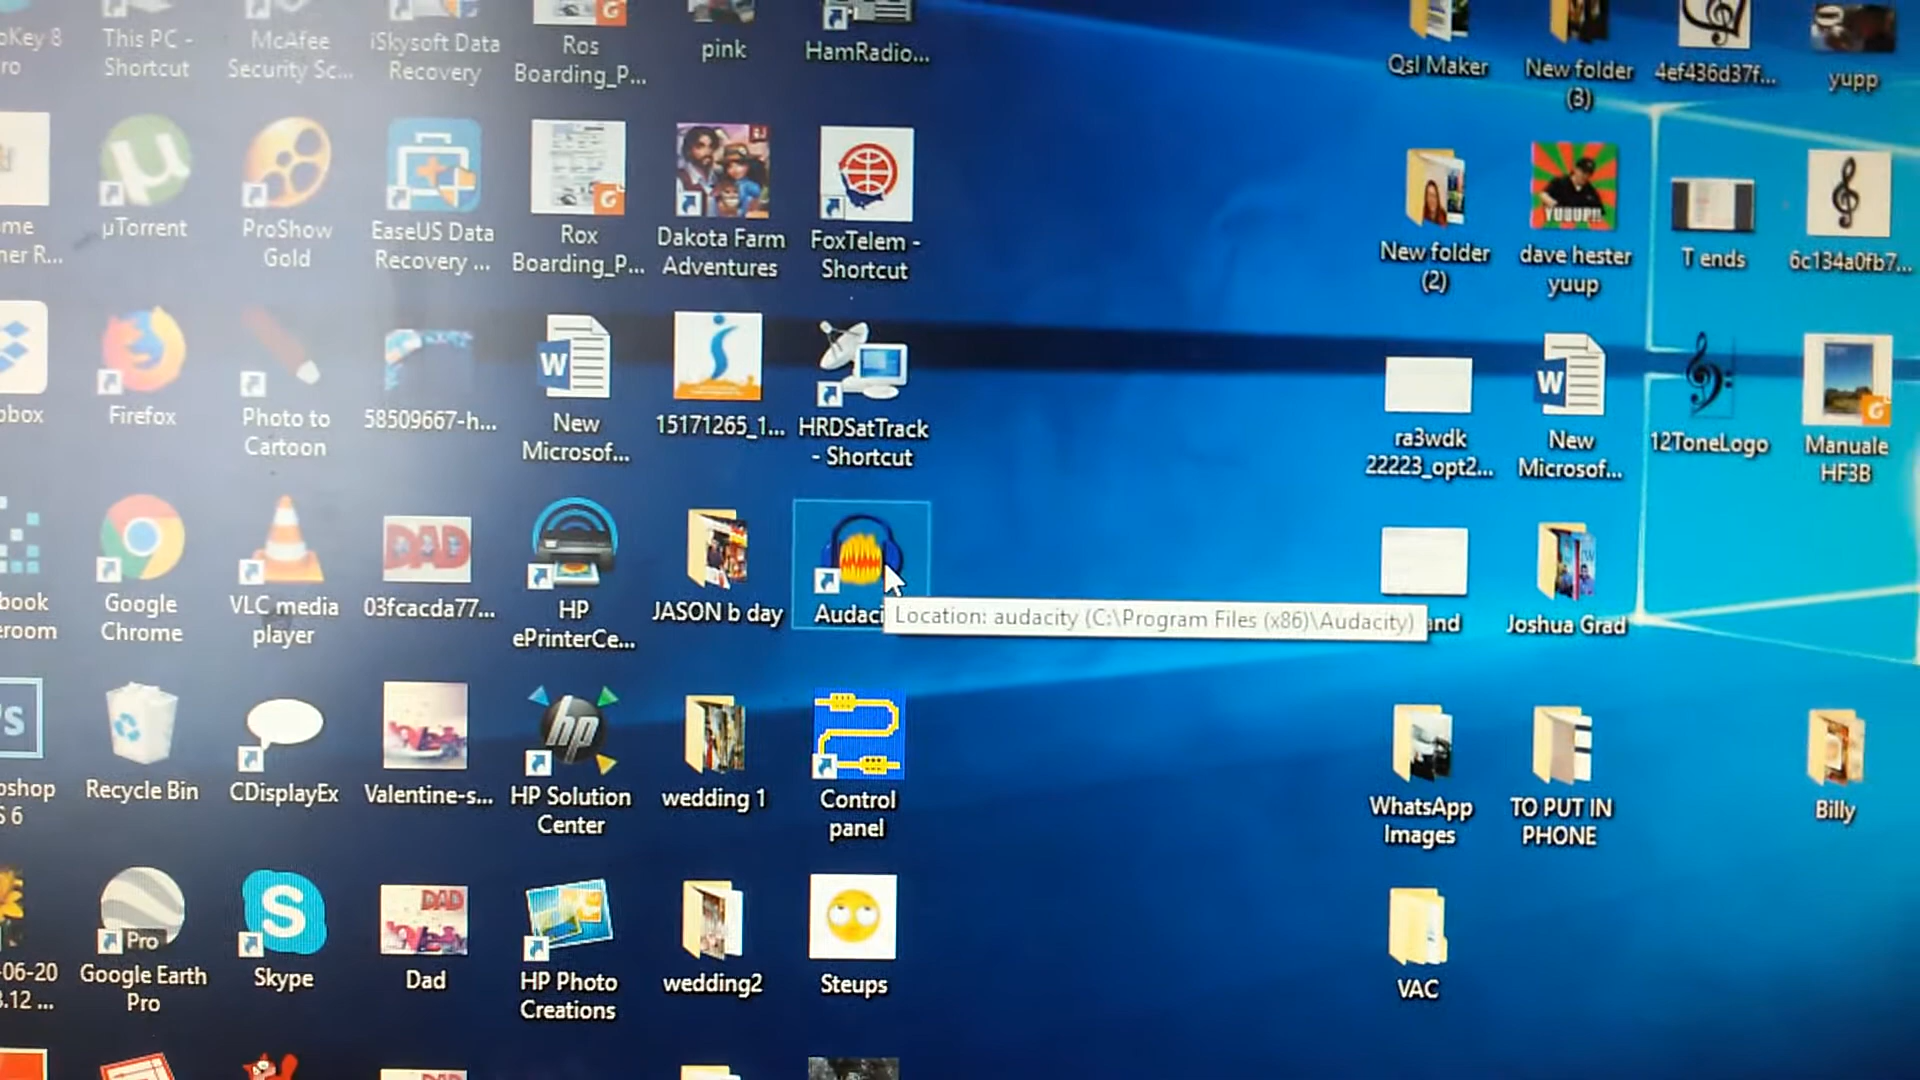 This PC -
Shortcut
McAfee
Security Sc...
iSkysoft Data
Recovery
Ros
Boarding_P...
pink
HamRadio...
Qsl Maker
New folder
(3)
4ef436d37f...
yupp
µTorrent
ProShow
Gold
EaseUS Data
Recovery ...
Rox
Boarding_P...
Dakota Farm
Adventures
FoxTelem -
Shortcut
New folder
(2)
YUUUP!!
dave hester
yuup
T ends
6c134a0fb7...
Firefox
Photo to
Cartoon
58509667-h...
W
New
Microsof...
15171265_1...
HRDSatTrack
- Shortcut
ra3wdk
22223_opt2...
W
New
Microsof...
12ToneLogo
Manuale
HF3B
Google
Chrome
VLC media
player
DAD
03fcacda77...
HP
ePrinterCe...
JASON b day
Audaci
Location: audacity (C:\Program Files (x86)\Audacity)
and
Joshua Grad
Recycle Bin
CDisplayEx
Valentine-s...
hp
HP Solution
Center
wedding 1
Control
panel
WhatsApp
Images
TO PUT IN
PHONE
Billy
Pro
Google Earth
Pro
S
Skype
DAD
Dad
HP Photo
Creations
wedding2
Steups
VAC